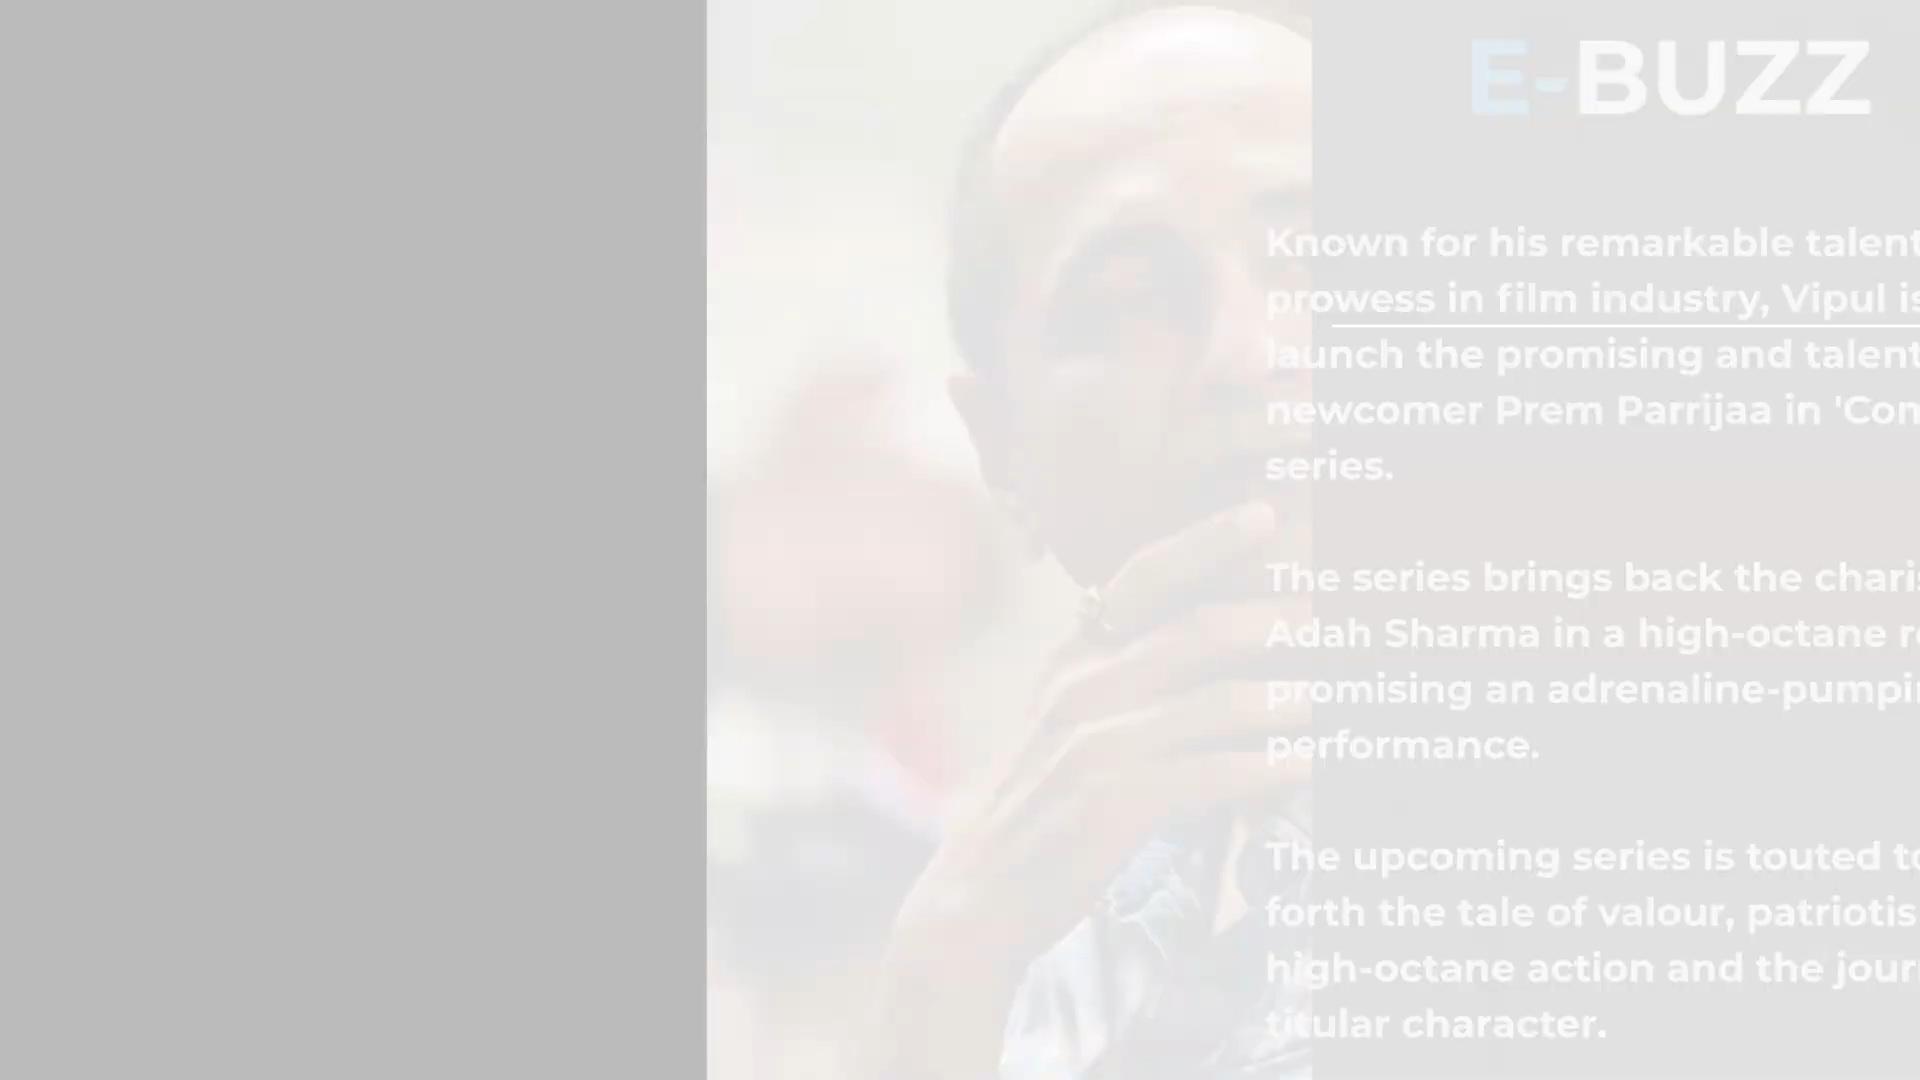 E-BUZZ
Known for his remarkable talent
prowess in film industry, Vipul is
launch the promising and talent
newcomer Prem Parrijaa in 'Com
series.
The series brings back the charis
Adah Sharma in a high-octane r
promising an adrenaline-pumpi
performance.
The upcoming series is touted to
forth the tale of valour, patriotis
high-octane action and the jour
titular character.